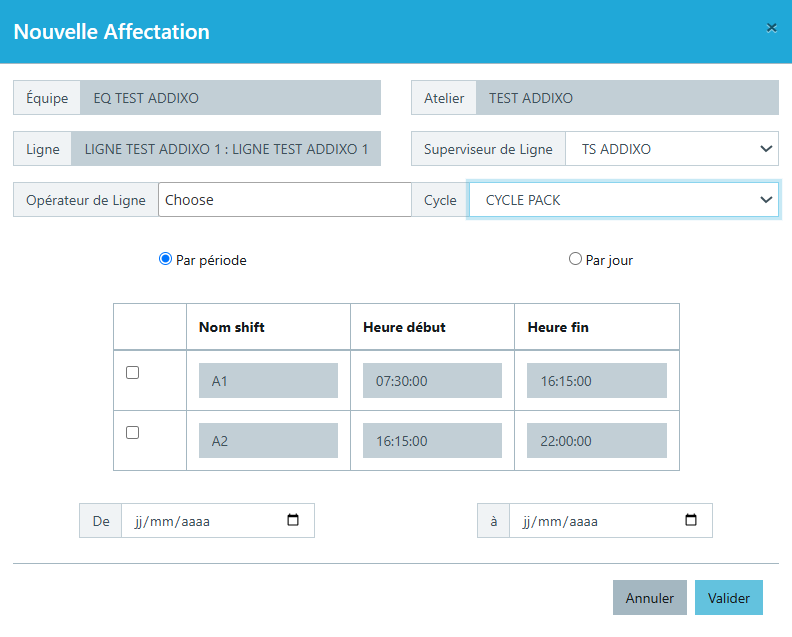 Nouvelle Affectation ×
Équipe EQ TEST ADDIXO Atelier TEST ADDIXO
Ligne LIGNE TEST ADDIXO 1 : LIGNE TEST ADDIXO 1 Superviseur de Ligne TS ADDIXO
Opérateur de Ligne Choose Cycle CYCLE PACK
Par période Par jour
Nom shift Heure début Heure fin
A1 07:30:00 16:15:00
A2 16:15:00 22:00:00
De jj/mm/aaaa à jj/mm/aaaa
Annuler Valider